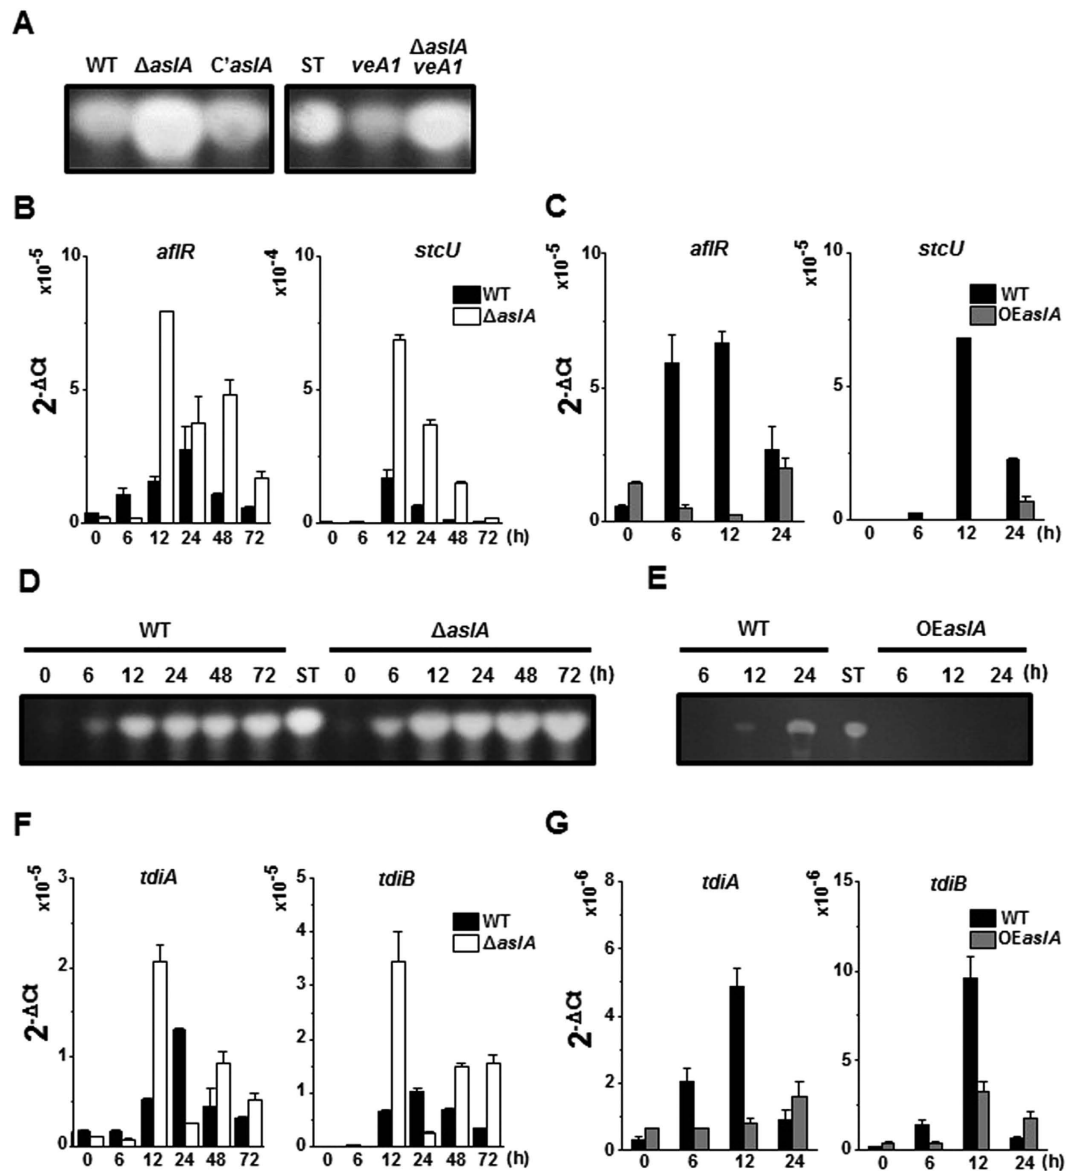 A
WT ΔaslA C'aslA ST veA1 ΔaslA veA1
B
aflR
x10⁻⁵
10
5
0
2^-ΔCt
0 6 12 24 48 72
stcU
x10⁻⁴
10
5
0
WT
ΔaslA
0 6 12 24 48 72 (h)
C
aflR
x10⁻⁵
10
5
0
2^-ΔCt
0 6 12 24
stcU
x10⁻⁵
10
5
0
WT
OEaslA
0 6 12 24 (h)
D
WT ΔaslA
0 6 12 24 48 72 ST 0 6 12 24 48 72 (h)
E
WT OEaslA
6 12 24 ST 6 12 24 (h)
F
tdiA
x10⁻⁵
3
2
1
0
2^-ΔCt
0 6 12 24 48 72
tdiB
x10⁻⁵
5
4
3
2
1
0
WT
ΔaslA
0 6 12 24 48 72 (h)
G
tdiA
x10⁻⁶
8
6
4
2
0
2^-ΔCt
0 6 12 24
tdiB
x10⁻⁶
15
10
5
0
WT
OEaslA
0 6 12 24 (h)